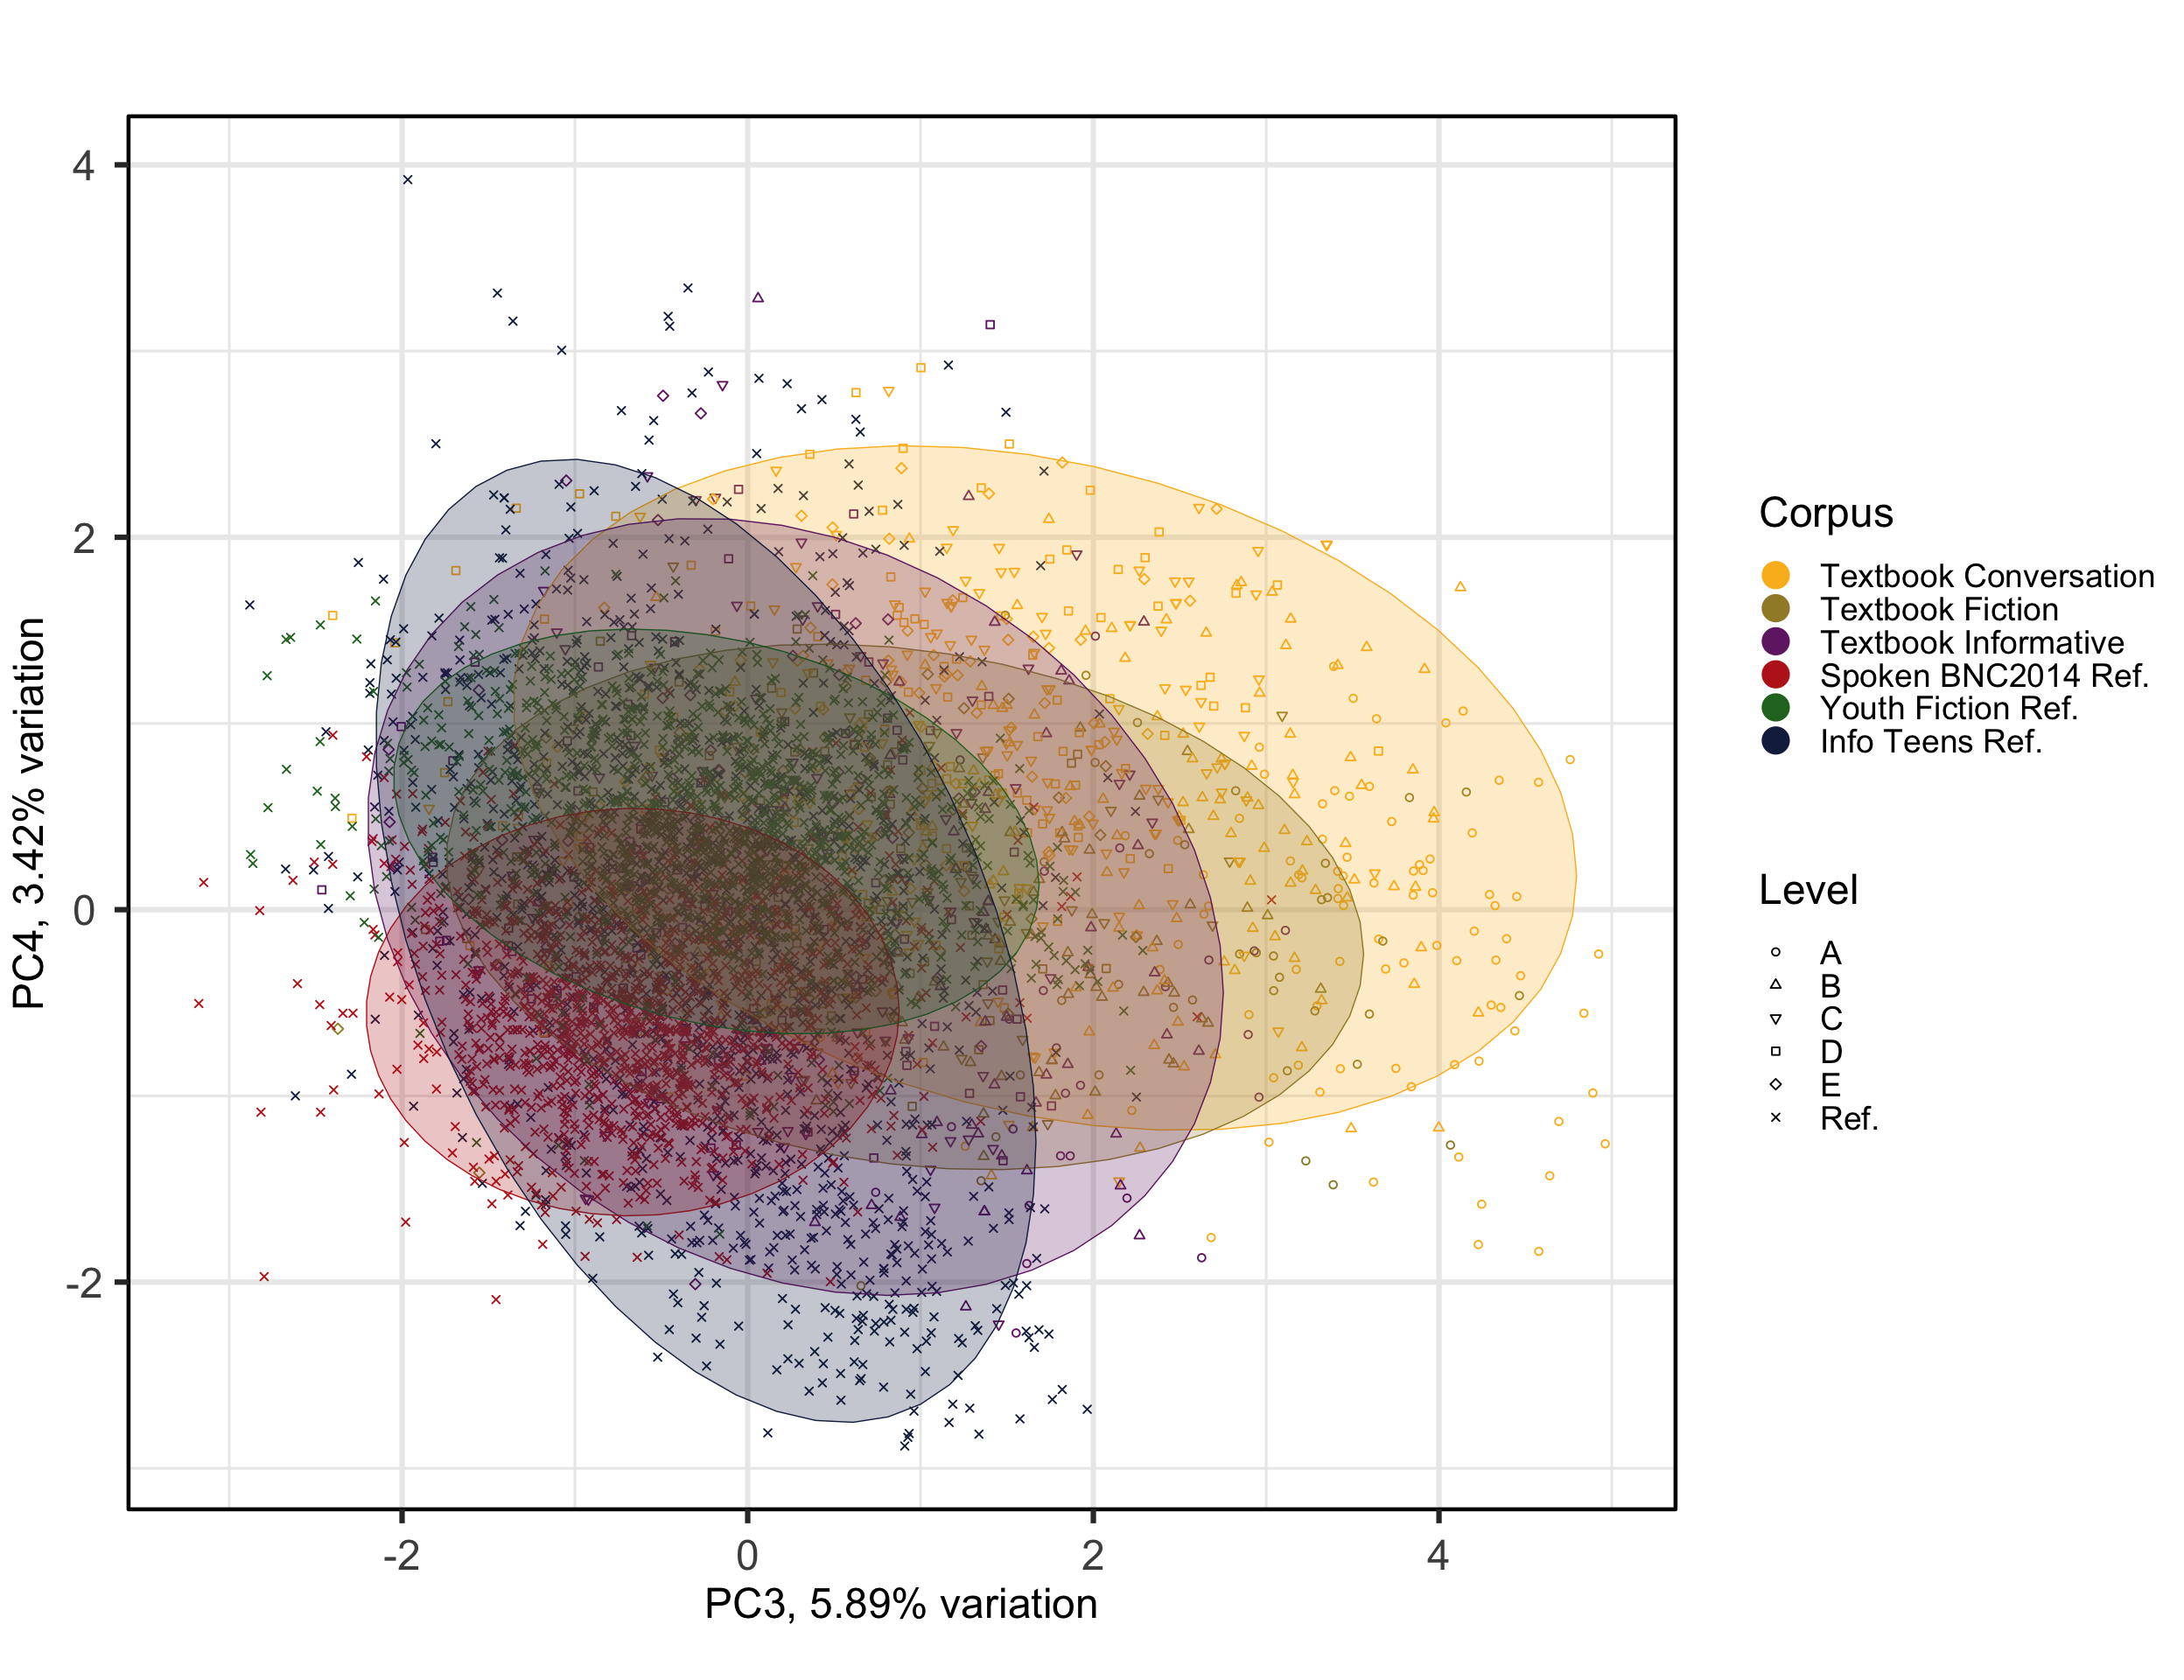 4
2
0
-2
PC4, 3.42% variation
-2
0
2
4
PC3, 5.89% variation
Corpus
Textbook Conversation
Textbook Fiction
Textbook Informative
Spoken BNC2014 Ref.
Youth Fiction Ref.
Info Teens Ref.
Level
A
B
C
D
E
Ref.